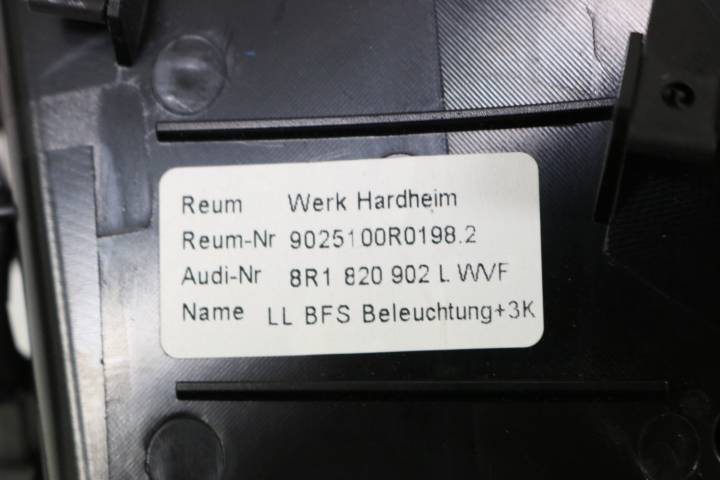 Reum Werk Hardheim
Reum-Nr 9025100R0198.2
Audi-Nr 8R1 820 902 L WVF
Name LL BFS Beleuchtung+3K